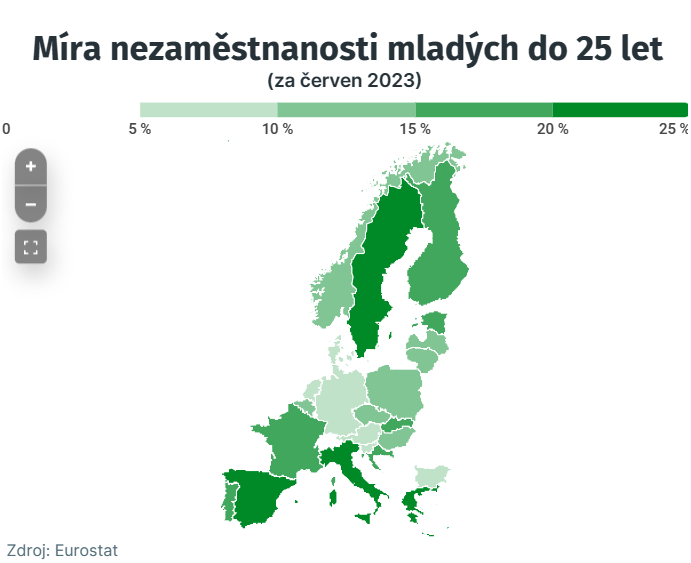 Míra nezaměstnanosti mladých do 25 let
(za červen 2023)
0 5 % 10 % 15 % 20 % 25 %
Zdroj: Eurostat